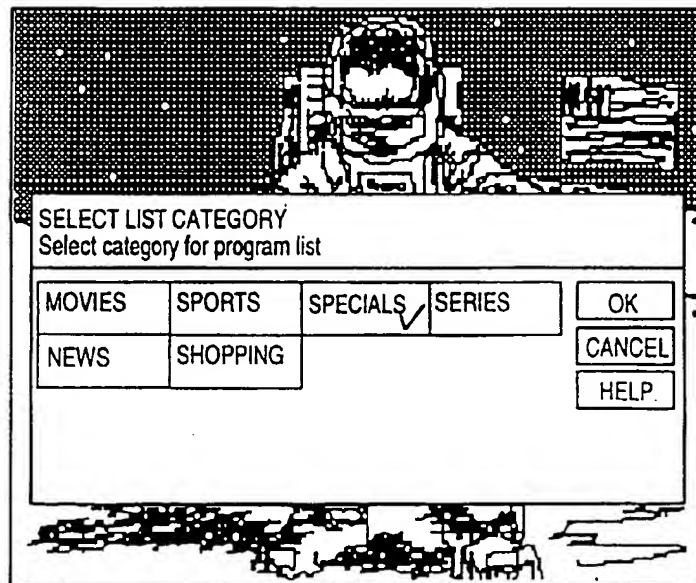 SELECT LIST CATEGORY
Select category for program list
MOVIES SPORTS SPECIALS SERIES OK
NEWS SHOPPING CANCEL
HELP